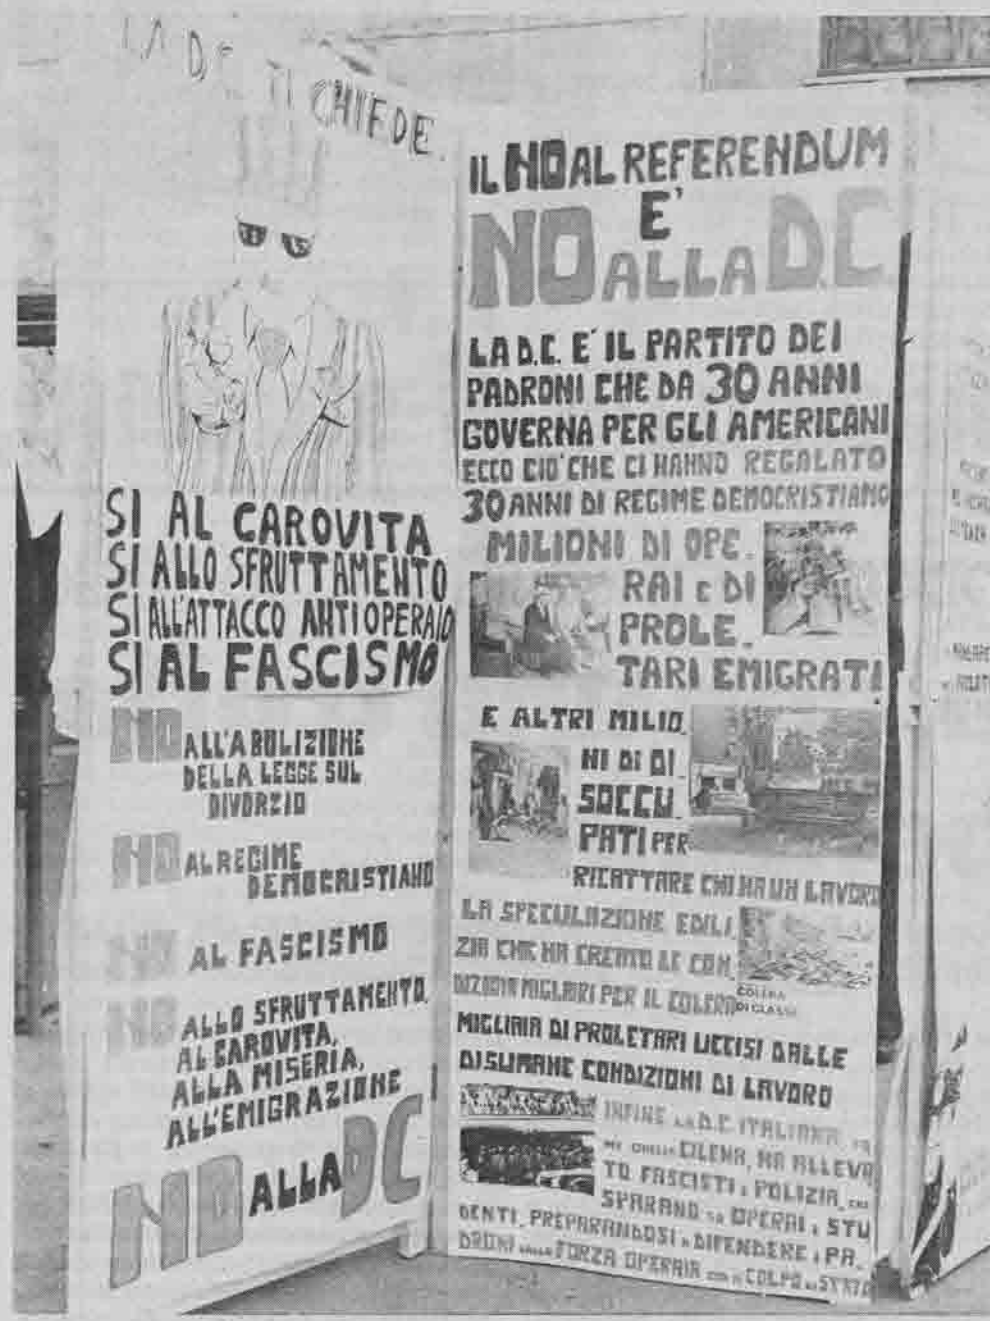 LA DC TI CHIEDE.
SI AL CAROVITA
SI ALLO SFRUTTAMENTO
SI ALL'ATTACCO ANTIOPERAIO
SI AL FASCISMO
NO ALL'ABOLIZIONE
DELLA LEGGE SUL
DIVORZIO
NO AL REGIME
DEMOCRISTIANO
NO AL FASCISMO
NO ALLO SFRUTTAMENTO,
AL CAROVITA,
ALLA MISERIA,
ALL'EMIGRAZIONE
NO ALLA DC
IL NO AL REFERENDUM
E'
NO ALLA D.C
LA D.C. E' IL PARTITO DEI
PADRONI CHE DA 30 ANNI
GOVERNA PER GLI AMERICANI
ECCO CIO' CHE CI HANNO REGALATO
30 ANNI DI REGIME DEMOCRISTIANO
MILIONI DI OPE.
RAI E DI
PROLE.
TARI EMIGRATI
E ALTRI MILIO.
NI DI DI.
SOCCU.
PATI PER
RICATTARE CHI HA UN LAVORO
LA SPECULAZIONE EDILI
ZIA CHE HA CREATO LE CON.
DIZIONI MIGLIORI PER IL COLERA
COLERA
DI CLASSE
MIGLIAIA DI PROLETARI UCCISI DALLE
DISUMANE CONDIZIONI DI LAVORO
INFINE LA D.C. ITALIANA, CO
ME QUELLA CILENA, HA ALLEVA
TO FASCISTI E POLIZIA, CHE
SPARANO SU OPERAI E STU
DENTI, PREPARANDOSI A DIFENDERE I PA.
DRONI DALLA FORZA OPERAIA CON IL COLPO DI STATO